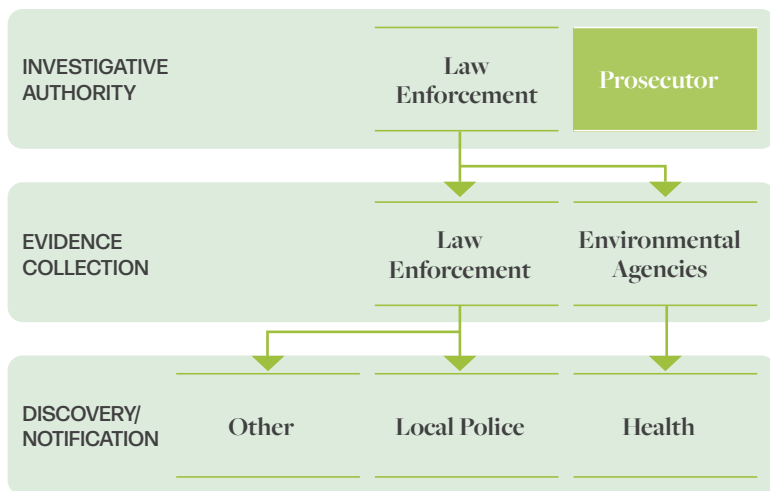 INVESTIGATIVE
AUTHORITY
Law
Enforcement
Prosecutor
EVIDENCE
COLLECTION
Law
Enforcement
Environmental
Agencies
DISCOVERY/
NOTIFICATION
Other
Local Police
Health